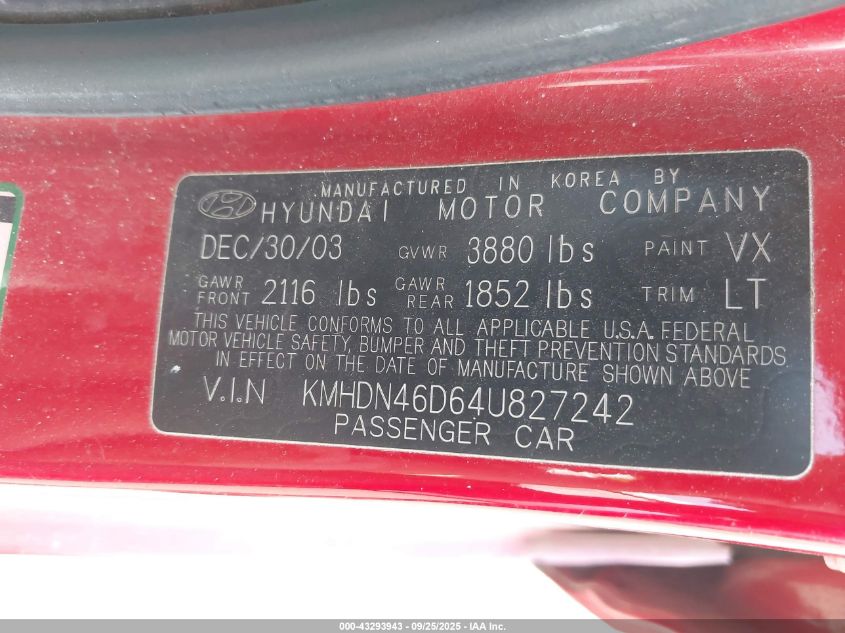 MANUFACTURED IN KOREA BY
HYUNDAI MOTOR COMPANY
DEC/30/03 GVWR 3880 lbs PAINT VX
GAWR FRONT 2116 lbs GAWR REAR 1852 lbs TRIM LT
THIS VEHICLE CONFORMS TO ALL APPLICABLE U.S.A. FEDERAL
MOTOR VEHICLE SAFETY, BUMPER AND THEFT PREVENTION STANDARDS
IN EFFECT ON THE DATE OF MANUFACTURE SHOWN ABOVE
V.I.N KMHDN46D64U827242
PASSENGER CAR
000-43293943 - 09/25/2025 - IAA Inc.